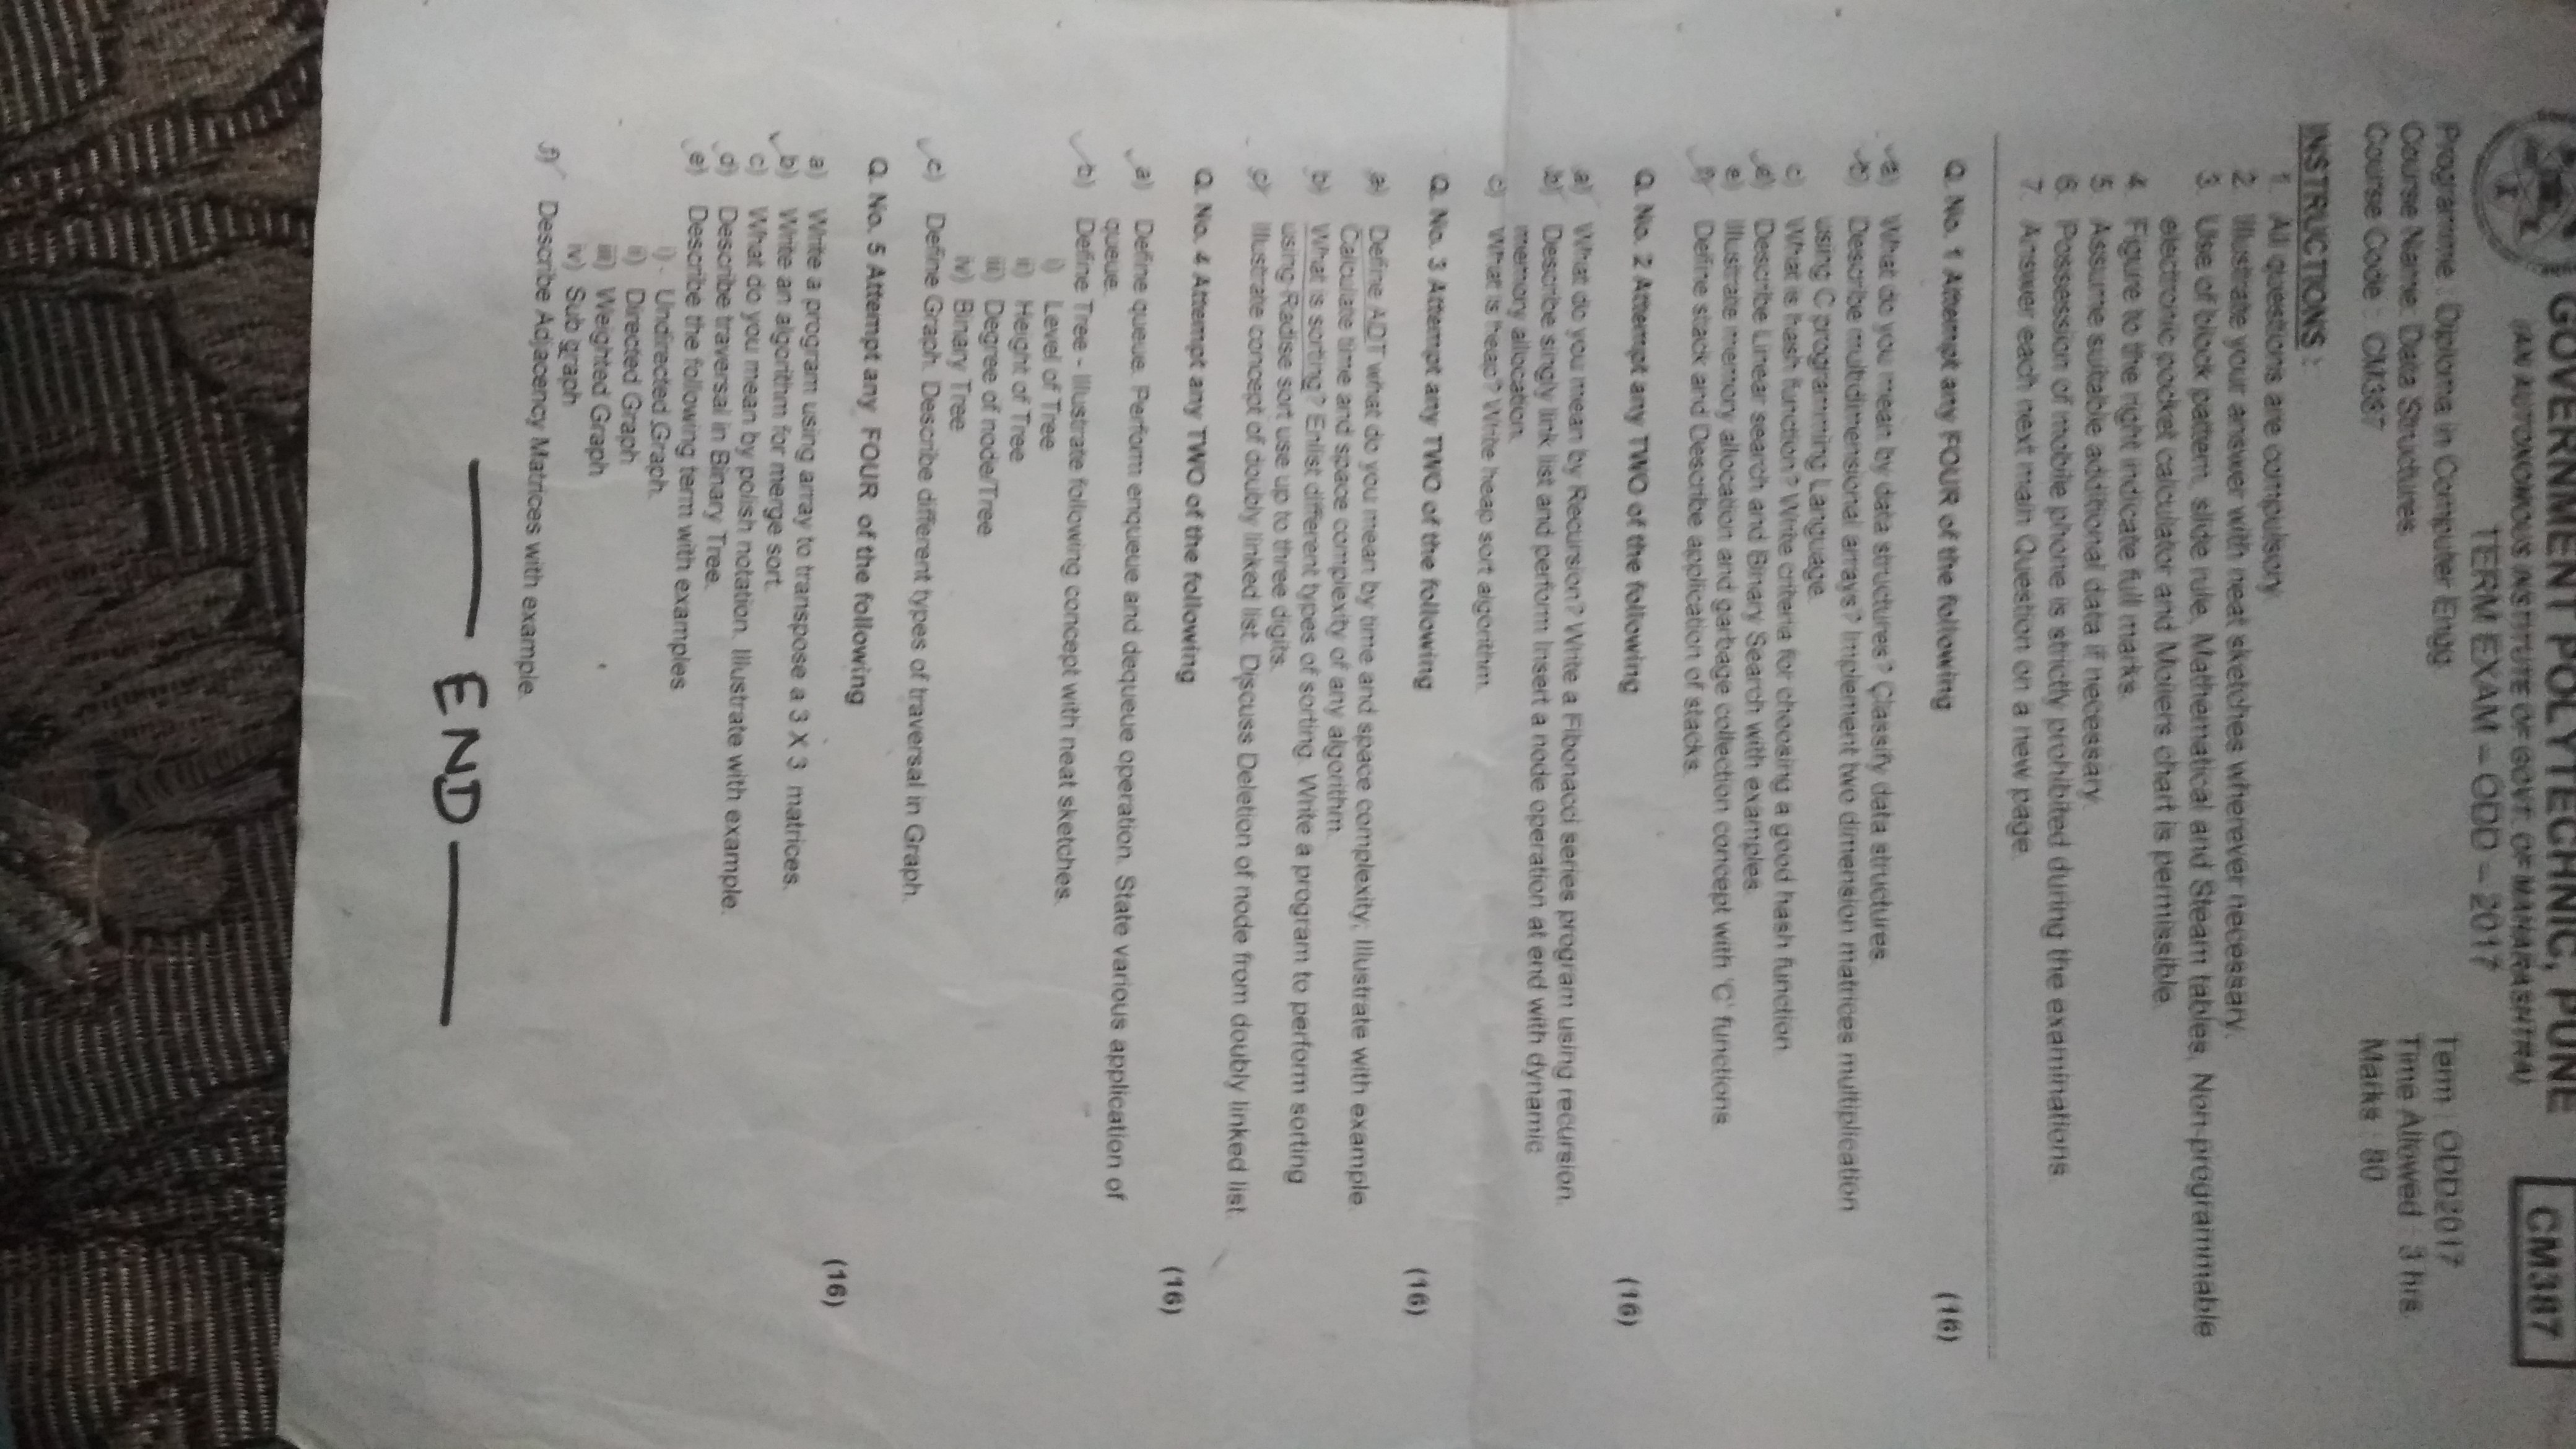 GOVERNMENT POLYTECHNIC, PUNE
CM387
(AN AUTONOMOUS INSTITUTE OF GOVT. OF MAHARASHTRA)
TERM EXAM – ODD – 2017
Programme : Diploma in Computer Engg. Term : ODD2017
Course Name: Data Structures Time Allowed : 3 hrs.
Course Code : CM387 Marks : 80
INSTRUCTIONS :
1. All questions are compulsory
2. Illustrate your answer with neat sketches wherever necessary.
3. Use of block pattern, slide rule, Mathematical and Steam tables, Non-programmable
electronic pocket calculator and Moiliers chart is permissible.
4. Figure to the right indicate full marks.
5. Assume suitable additional data if necessary.
6. Possession of mobile phone is strictly prohibited during the examinations.
7. Answer each next main Question on a new page.
Q. No. 1 Attempt any FOUR of the following (16)
a) What do you mean by data structures? Classify data structures.
b) Describe multidimensional arrays? Implement two dimension matrices multiplication
using C programming Language.
c) What is hash function? Write criteria for choosing a good hash function.
d) Describe Linear search and Binary Search with examples.
e) Illustrate memory allocation and garbage collection concept with 'C' functions
f) Define stack and Describe application of stacks.
Q. No. 2 Attempt any TWO of the following (16)
a) What do you mean by Recursion? Write a Fibonacci series program using recursion.
b) Describe singly link list and perform Insert a node operation at end with dynamic
memory allocation.
c) What is heap? Write heap sort algorithm.
Q. No. 3 Attempt any TWO of the following (16)
a) Define ADT what do you mean by time and space complexity; Illustrate with example.
Calculate time and space complexity of any algorithm.
b) What is sorting? Enlist different types of sorting. Write a program to perform sorting
using Radise sort use up to three digits.
c) Illustrate concept of doubly linked list. Discuss Deletion of node from doubly linked list.
Q. No. 4 Attempt any TWO of the following (16)
a) Define queue. Perform enqueue and dequeue operation. State various application of
queue.
b) Define Tree - Illustrate following concept with neat sketches.
i) Level of Tree
ii) Height of Tree
iii) Degree of node/Tree
iv) Binary Tree
c) Define Graph. Describe different types of traversal in Graph.
Q. No. 5 Attempt any FOUR of the following (16)
a) Write a program using array to transpose a 3 X 3 matrices.
b) Write an algorithm for merge sort.
c) What do you mean by polish notation. Illustrate with example.
d) Describe traversal in Binary Tree.
e) Describe the following term with examples
i) Undirected Graph.
ii) Directed Graph
iii) Weighted Graph
iv) Sub graph
f) Describe Adjacency Matrices with example.
— END —